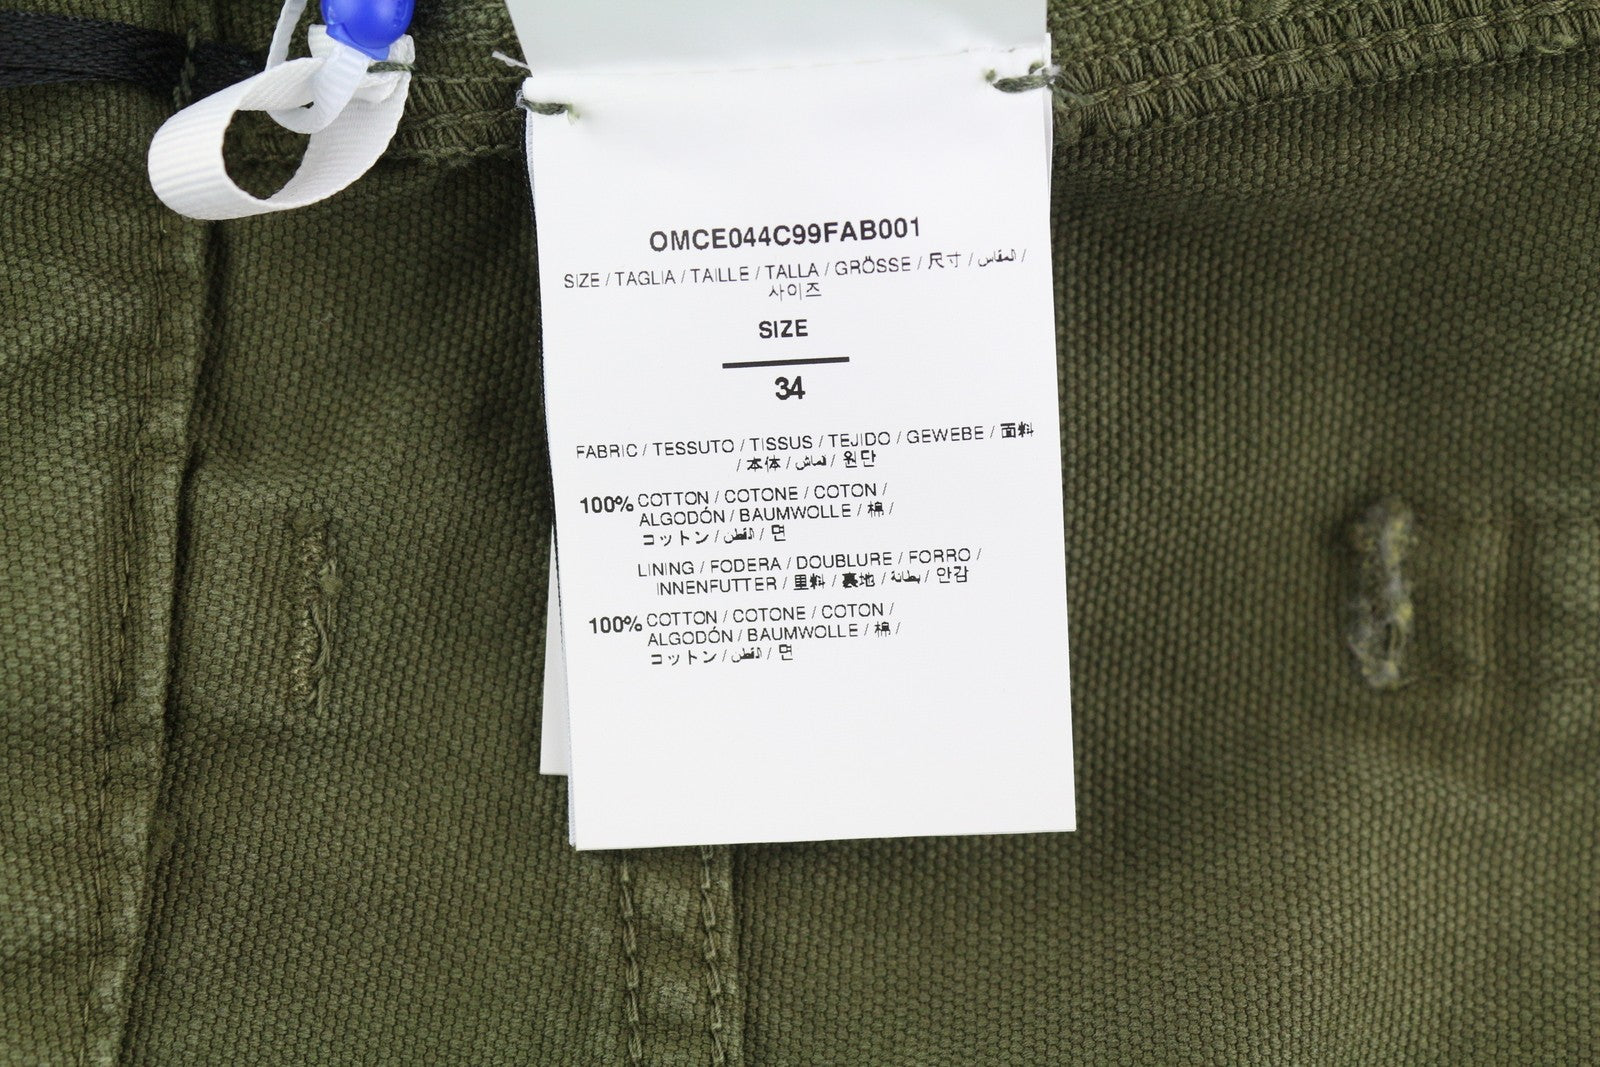 OMCE044C99FAB001
SIZE / TAGLIA / TAILLE / TALLA / GRÖSSE / 尺寸 / المقاس /
사이즈
SIZE
34
FABRIC / TESSUTO / TISSUS / TEJIDO / GEWEBE / 面料
/ 本体 / الماش / 원단
100% COTTON / COTONE / COTON /
ALGODÓN / BAUMWOLLE / 棉 /
コットン / القطن / 면
LINING / FODERA / DOUBLURE / FORRO /
INNENFUTTER / 里料 / 裏地 / بطانة / 안감
100% COTTON / COTONE / COTON /
ALGODÓN / BAUMWOLLE / 棉 /
コットン / القطن / 면